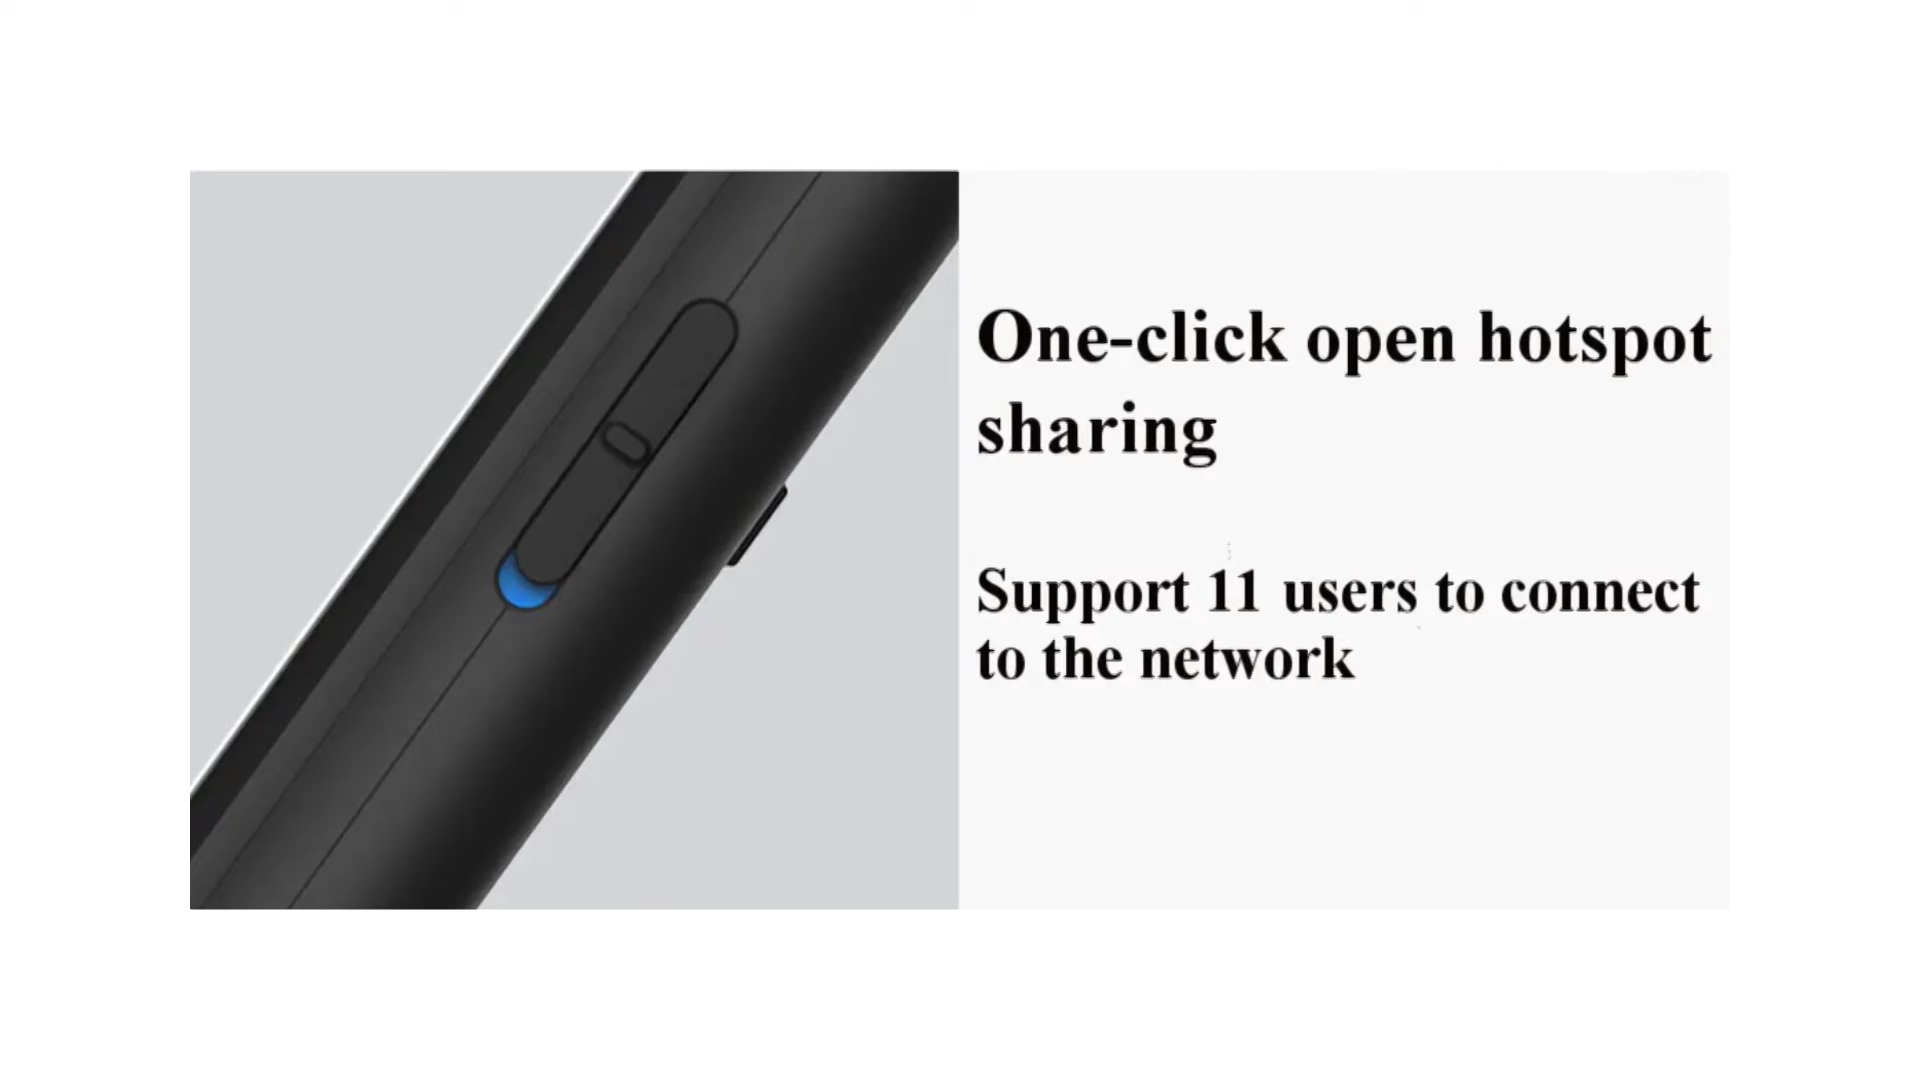 One-click open hotspot
sharing
Support 11 users to connect
to the network